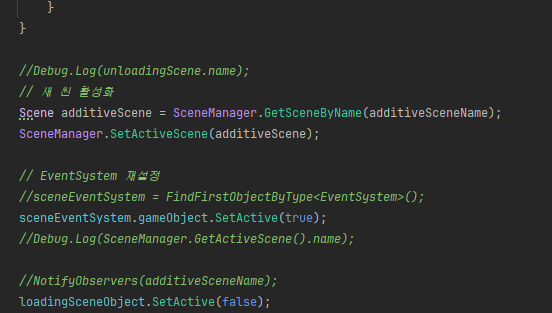 }
}
//Debug.Log(unloadingScene.name);
// 새 씬 활성화
Scene additiveScene = SceneManager.GetSceneByName(additiveSceneName);
SceneManager.SetActiveScene(additiveScene);
// EventSystem 재설정
//sceneEventSystem = FindFirstObjectByType<EventSystem>();
sceneEventSystem.gameObject.SetActive(true);
//Debug.Log(SceneManager.GetActiveScene().name);
//NotifyObservers(additiveSceneName);
loadingSceneObject.SetActive(false);